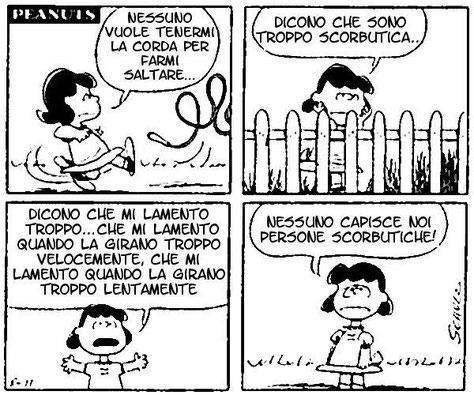 PEANUTS
NESSUNO
VUOLE TENERMI
LA CORDA PER
FARMI
SALTARE...
DICONO CHE SONO
TROPPO SCORBUTICA..
DICONO CHE MI LAMENTO
TROPPO...CHE MI LAMENTO
QUANDO LA GIRANO TROPPO
VELOCEMENTE, CHE MI
LAMENTO QUANDO LA GIRANO
TROPPO LENTAMENTE
5-11
NESSUNO CAPISCE NOI
PERSONE SCORBUTICHE!
SCHULZ